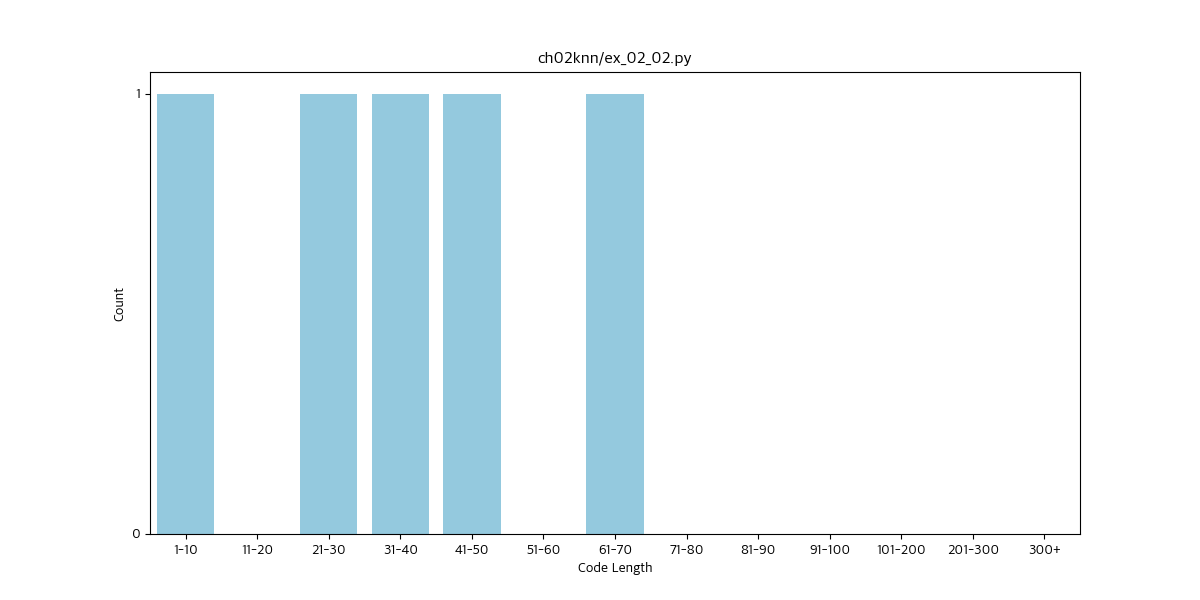 ch02knn/ex_02_02.py
1
Count
0
1-10 11-20 21-30 31-40 41-50 51-60 61-70 71-80 81-90 91-100 101-200 201-300 300+
Code Length